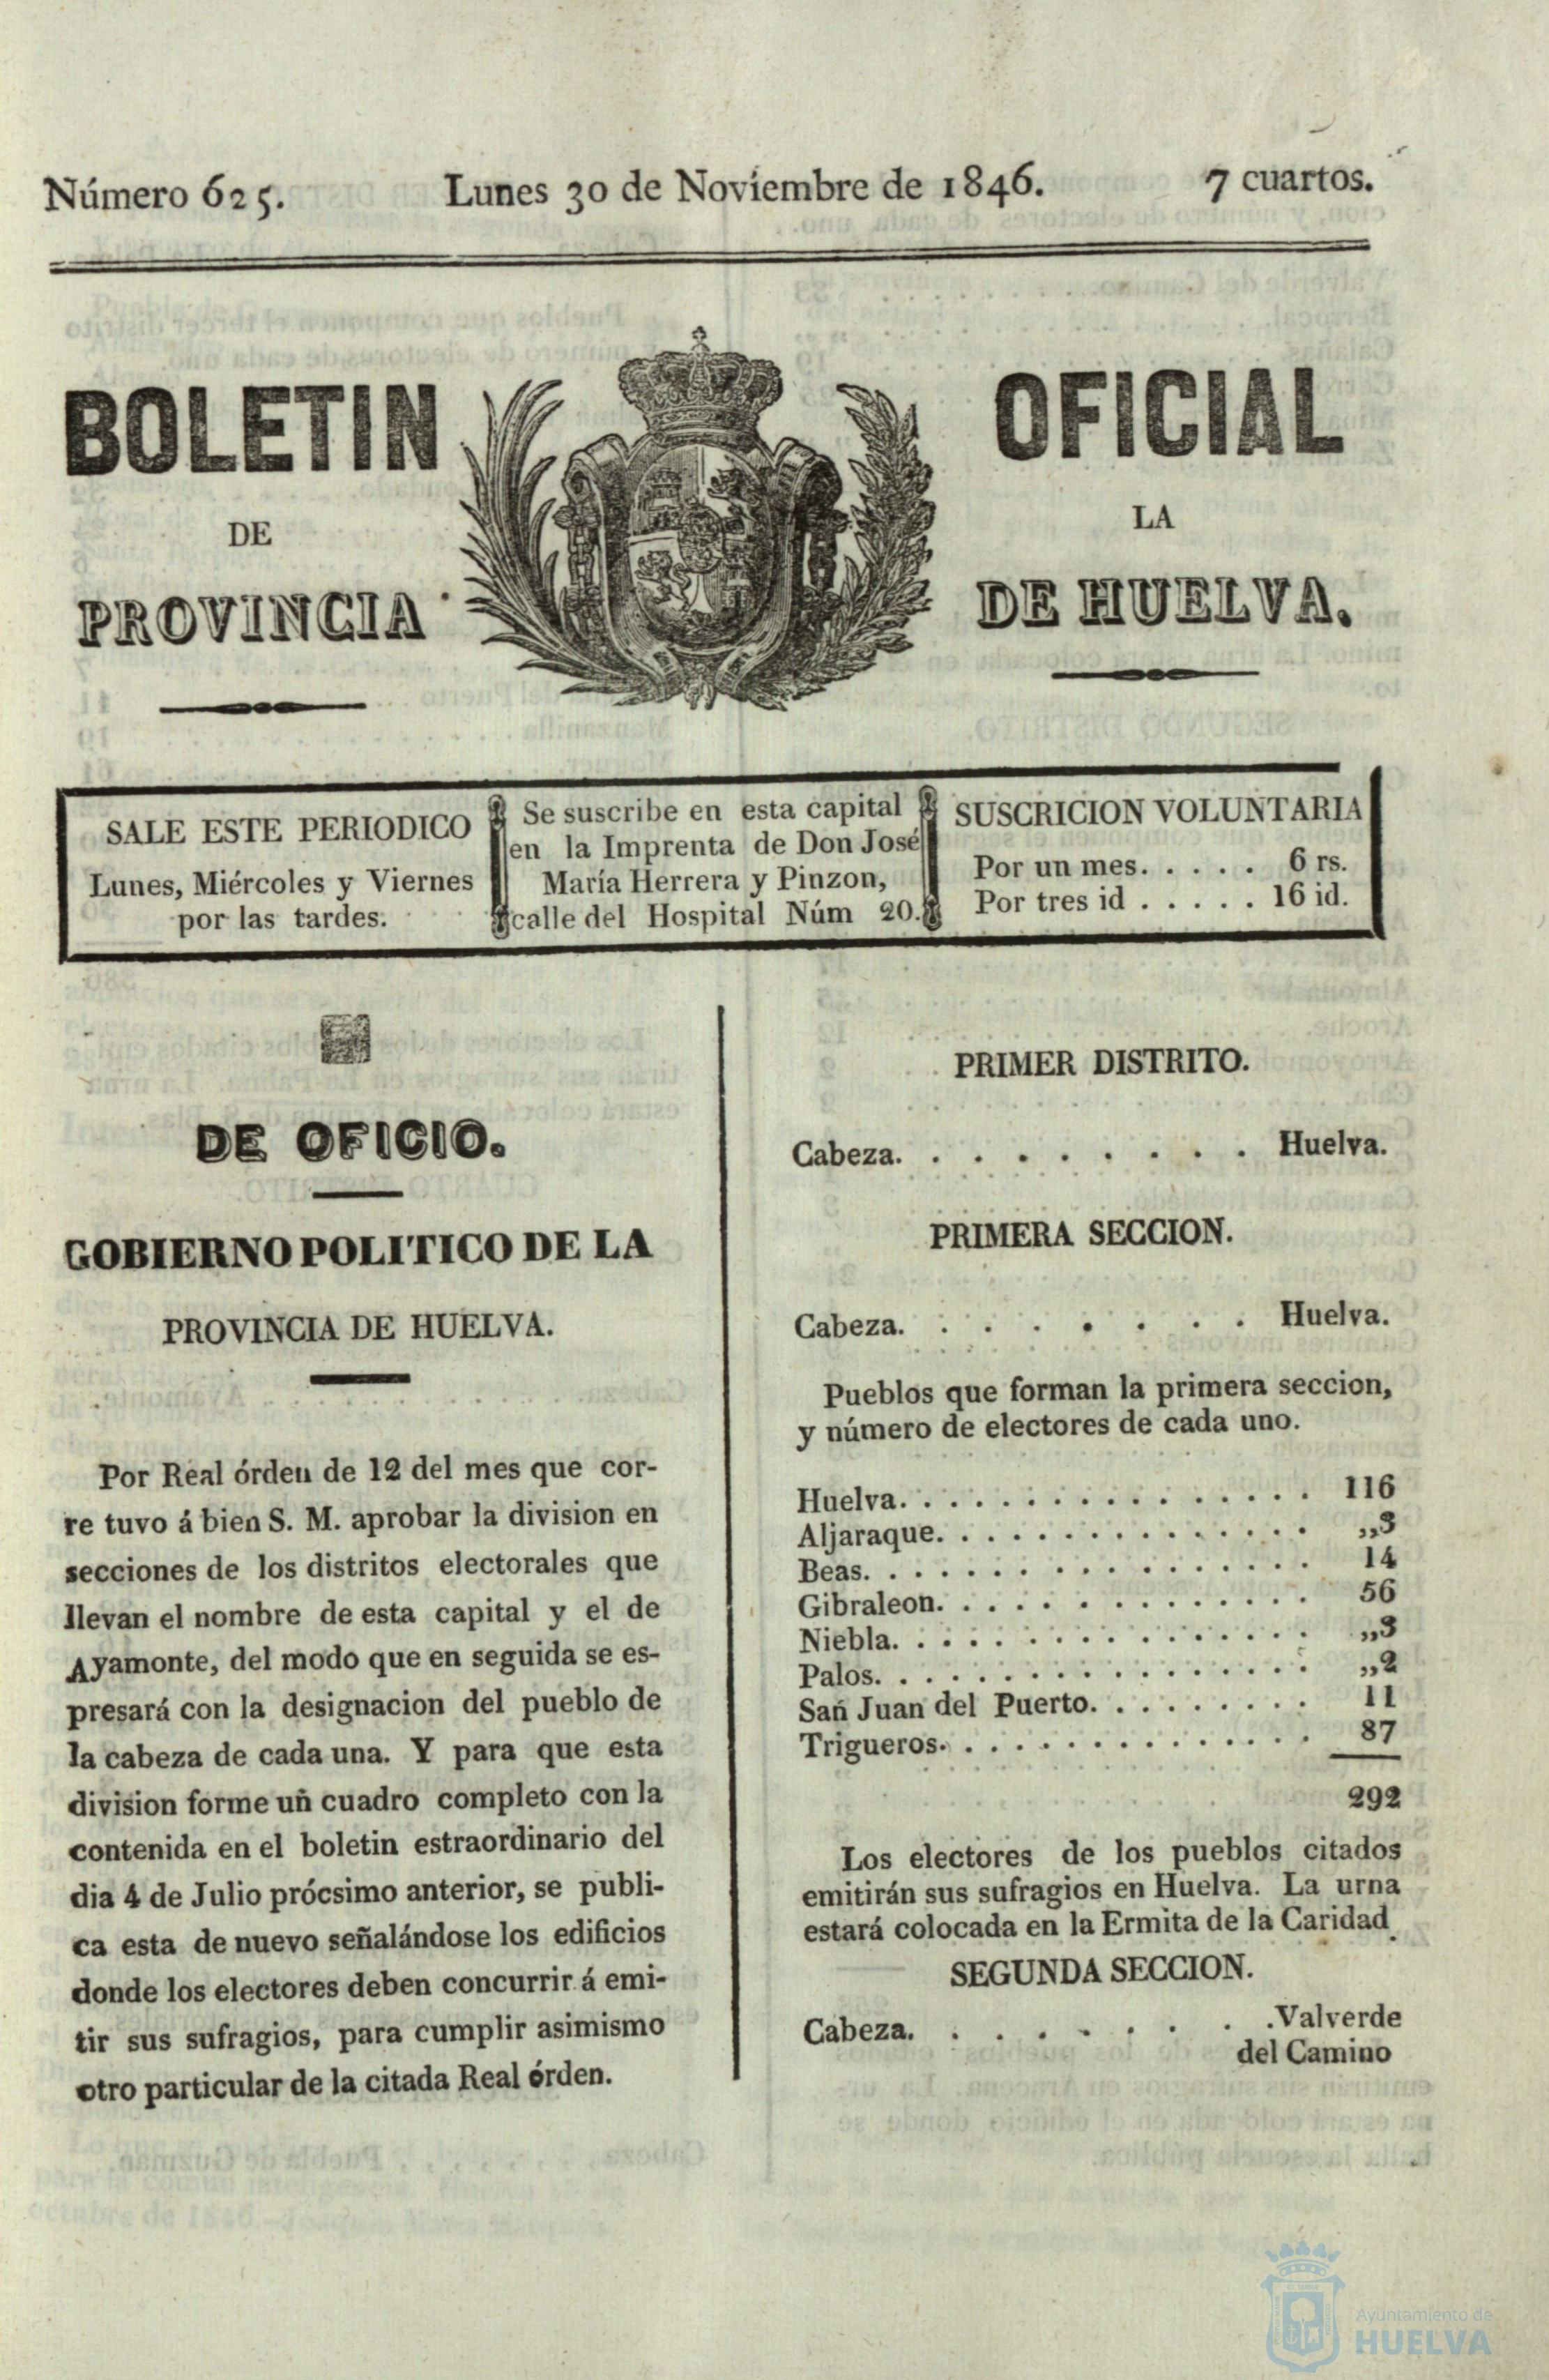 Número 625. Lunes 30 de Noviembre de 1846. 7 cuartos.
BOLETIN OFICIAL
DE LA
PROVINCIA DE HUELVA.
SALE ESTE PERIODICO
Lunes, Miércoles y Viernes
por las tardes.
Se suscribe en esta capital
en la Imprenta de Don José
María Herrera y Pinzon,
calle del Hospital Núm 20.
SUSCRICION VOLUNTARIA
Por un mes. . . . . . 6 rs.
Por tres id . . . . . 16 id.
DE OFICIO.
GOBIERNO POLITICO DE LA
PROVINCIA DE HUELVA.
Por Real órden de 12 del mes que cor-
re tuvo á bien S. M. aprobar la division en
secciones de los distritos electorales que
llevan el nombre de esta capital y el de
Ayamonte, del modo que en seguida se es-
presará con la designacion del pueblo de
la cabeza de cada una. Y para que esta
division forme un cuadro completo con la
contenida en el boletin estraordinario del
dia 4 de Julio prócsimo anterior, se publi-
ca esta de nuevo señalándose los edificios
donde los electores deben concurrir á emi-
tir sus sufragios, para cumplir asimismo
otro particular de la citada Real órden.
PRIMER DISTRITO.
Cabeza. . . . . . . . . Huelva.
PRIMERA SECCION.
Cabeza. . . . . . . . . Huelva.
Pueblos que forman la primera seccion,
y número de electores de cada uno.
Huelva. . . . . . . . . . . . . . . . 116
Aljaraque. . . . . . . . . . . . . . . ,,3
Beas. . . . . . . . . . . . . . . . . 14
Gibraleon. . . . . . . . . . . . . . . 56
Niebla. . . . . . . . . . . . . . . . ,,3
Palos. . . . . . . . . . . . . . . . . ,,2
San Juan del Puerto. . . . . . . . . 11
Trigueros. . . . . . . . . . . . . . . 87
292
Los electores de los pueblos citados
emitirán sus sufragios en Huelva. La urna
estará colocada en la Ermita de la Caridad.
SEGUNDA SECCION.
Cabeza. . . . . . . . . .Valverde
del Camino
Ayuntamiento de
HUELVA